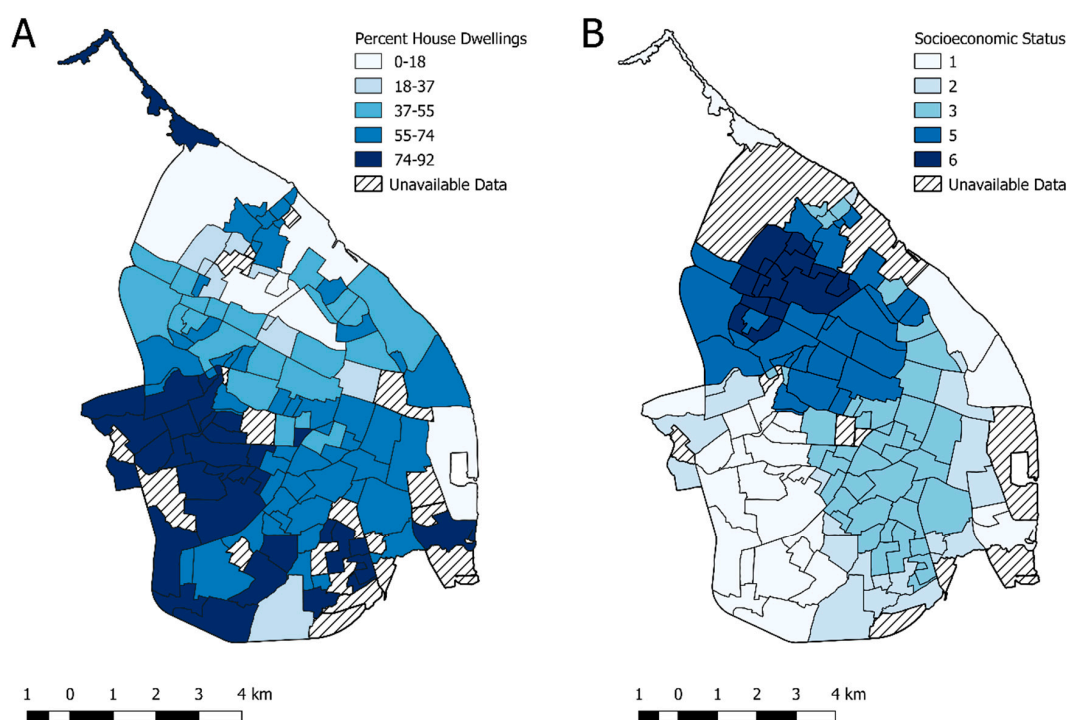 A
Percent House Dwellings
0-18
18-37
37-55
55-74
74-92
Unavailable Data
1 0 1 2 3 4 km
B
Socioeconomic Status
1
2
3
5
6
Unavailable Data
1 0 1 2 3 4 km